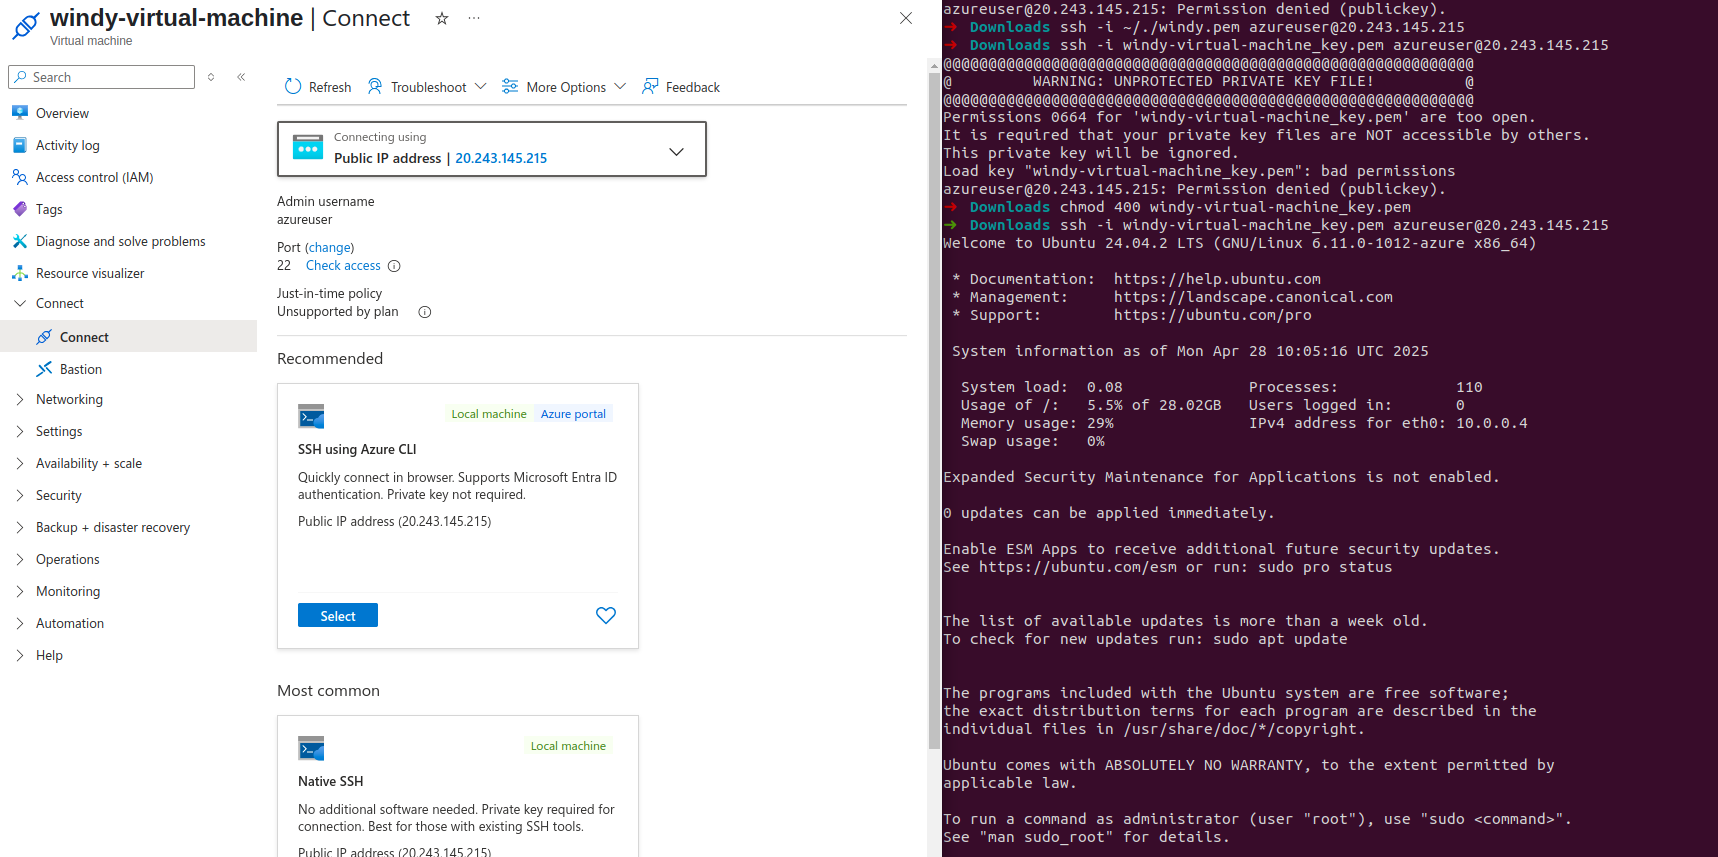 windy-virtual-machine | Connect ☆ ···
Virtual machine
Search
Overview
Activity log
Access control (IAM)
Tags
Diagnose and solve problems
Resource visualizer
Connect
Connect
Bastion
Networking
Settings
Availability + scale
Security
Backup + disaster recovery
Operations
Monitoring
Automation
Help
Refresh Troubleshoot More Options Feedback
Connecting using
Public IP address | 20.243.145.215
Admin username
azureuser
Port (change)
22 Check access
Just-in-time policy
Unsupported by plan
Recommended
Local machine Azure portal
SSH using Azure CLI
Quickly connect in browser. Supports Microsoft Entra ID
authentication. Private key not required.
Public IP address (20.243.145.215)
Select
Most common
Local machine
Native SSH
No additional software needed. Private key required for
connection. Best for those with existing SSH tools.
Public IP address (20.243.145.215)
azureuser@20.243.145.215: Permission denied (publickey).
➜ Downloads ssh -i ~/./windy.pem azureuser@20.243.145.215
➜ Downloads ssh -i windy-virtual-machine_key.pem azureuser@20.243.145.215
@@@@@@@@@@@@@@@@@@@@@@@@@@@@@@@@@@@@@@@@@@@@@@@@@@@@@@@@@@@
@ WARNING: UNPROTECTED PRIVATE KEY FILE! @
@@@@@@@@@@@@@@@@@@@@@@@@@@@@@@@@@@@@@@@@@@@@@@@@@@@@@@@@@@@
Permissions 0664 for 'windy-virtual-machine_key.pem' are too open.
It is required that your private key files are NOT accessible by others.
This private key will be ignored.
Load key "windy-virtual-machine_key.pem": bad permissions
azureuser@20.243.145.215: Permission denied (publickey).
➜ Downloads chmod 400 windy-virtual-machine_key.pem
➜ Downloads ssh -i windy-virtual-machine_key.pem azureuser@20.243.145.215
Welcome to Ubuntu 24.04.2 LTS (GNU/Linux 6.11.0-1012-azure x86_64)
* Documentation: https://help.ubuntu.com
* Management: https://landscape.canonical.com
* Support: https://ubuntu.com/pro
System information as of Mon Apr 28 10:05:16 UTC 2025
System load: 0.08 Processes: 110
Usage of /: 5.5% of 28.02GB Users logged in: 0
Memory usage: 29% IPv4 address for eth0: 10.0.0.4
Swap usage: 0%
Expanded Security Maintenance for Applications is not enabled.
0 updates can be applied immediately.
Enable ESM Apps to receive additional future security updates.
See https://ubuntu.com/esm or run: sudo pro status
The list of available updates is more than a week old.
To check for new updates run: sudo apt update
The programs included with the Ubuntu system are free software;
the exact distribution terms for each program are described in the
individual files in /usr/share/doc/*/copyright.
Ubuntu comes with ABSOLUTELY NO WARRANTY, to the extent permitted by
applicable law.
To run a command as administrator (user "root"), use "sudo <command>".
See "man sudo_root" for details.